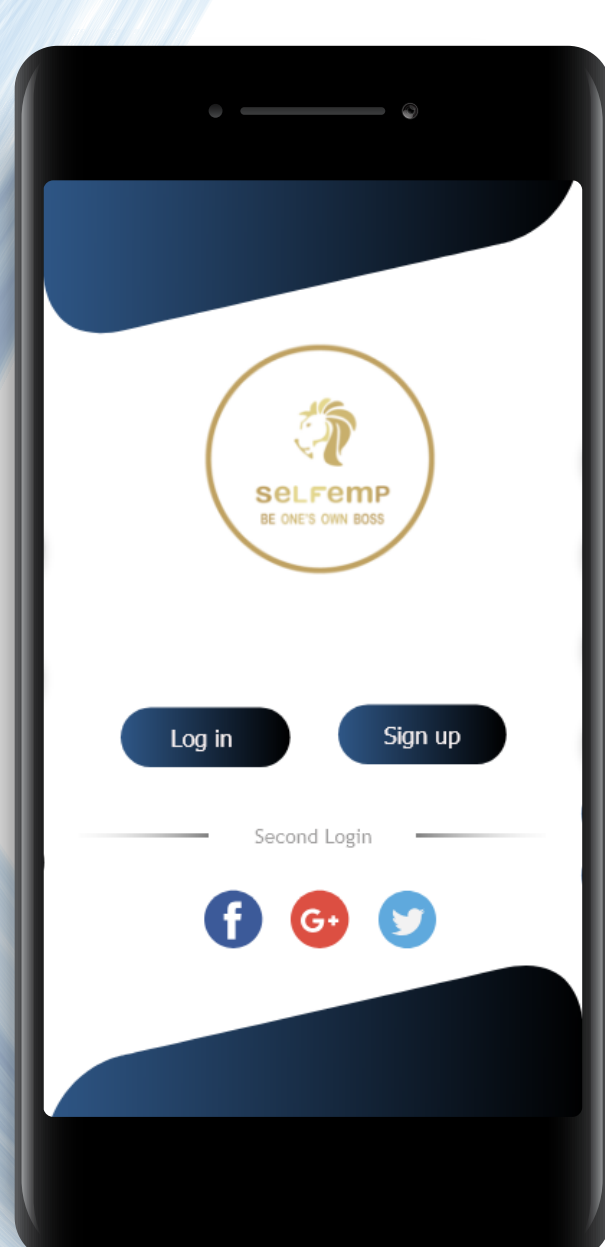 seLFemP
BE ONE'S OWN BOSS
Log in
Sign up
Second Login
f
G+